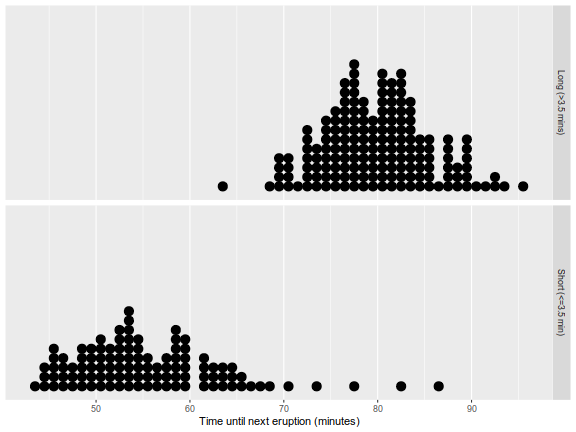 Long (>3.5 mins)
Short (<=3.5 min)
50 60 70 80 90
Time until next eruption (minutes)